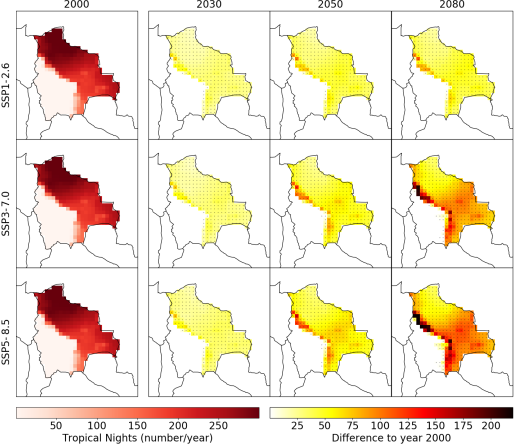 2000 2030 2050 2080
SSP1-2.6
SSP3-7.0
SSP5-8.5
50 100 150 200 250 25 50 75 100 125 150 175 200
Tropical Nights (number/year) Difference to year 2000